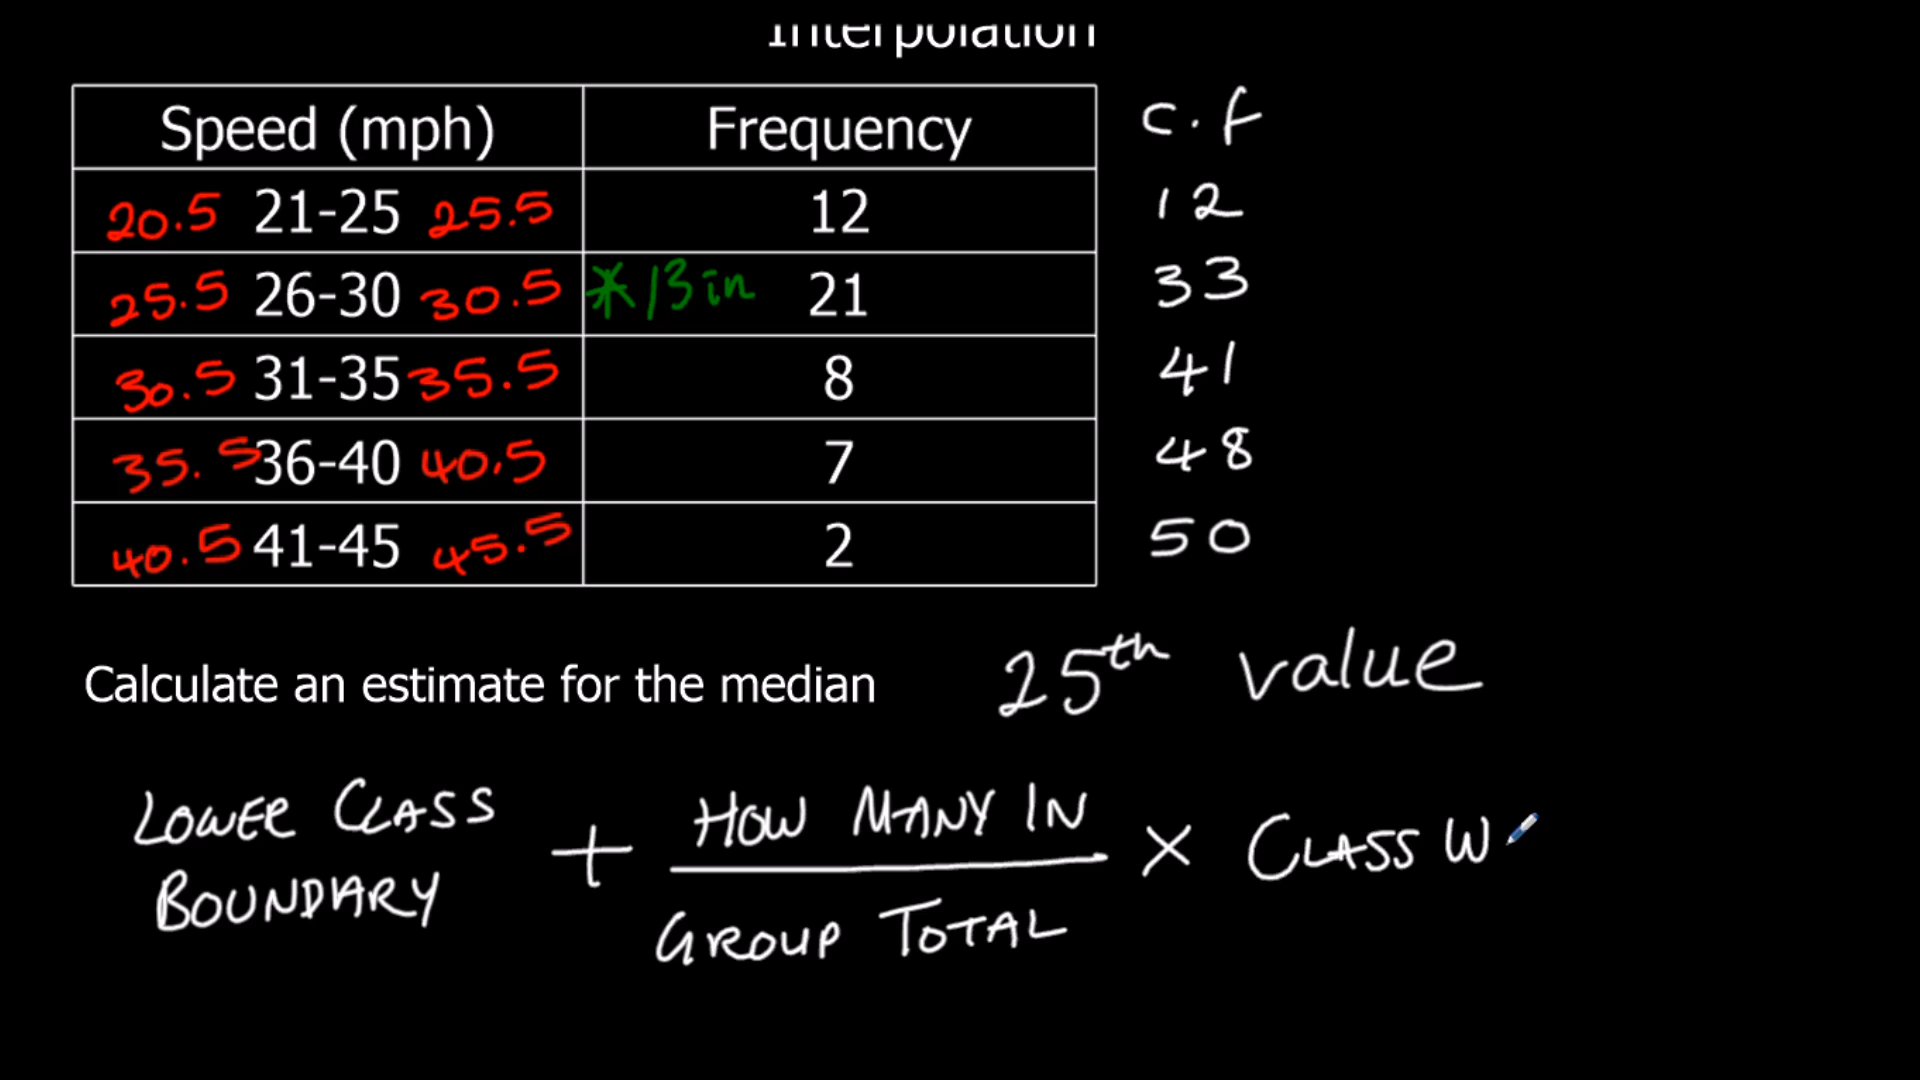 Interpolation
Speed (mph) Frequency c.f
20.5 21-25 25.5 12 12
25.5 26-30 30.5 *13 in 21 33
30.5 31-35 35.5 8 41
35.5 36-40 40.5 7 48
40.5 41-45 45.5 2 50
Calculate an estimate for the median 25th value
LOWER CLASS BOUNDARY + HOW MANY IN / GROUP TOTAL × CLASS W